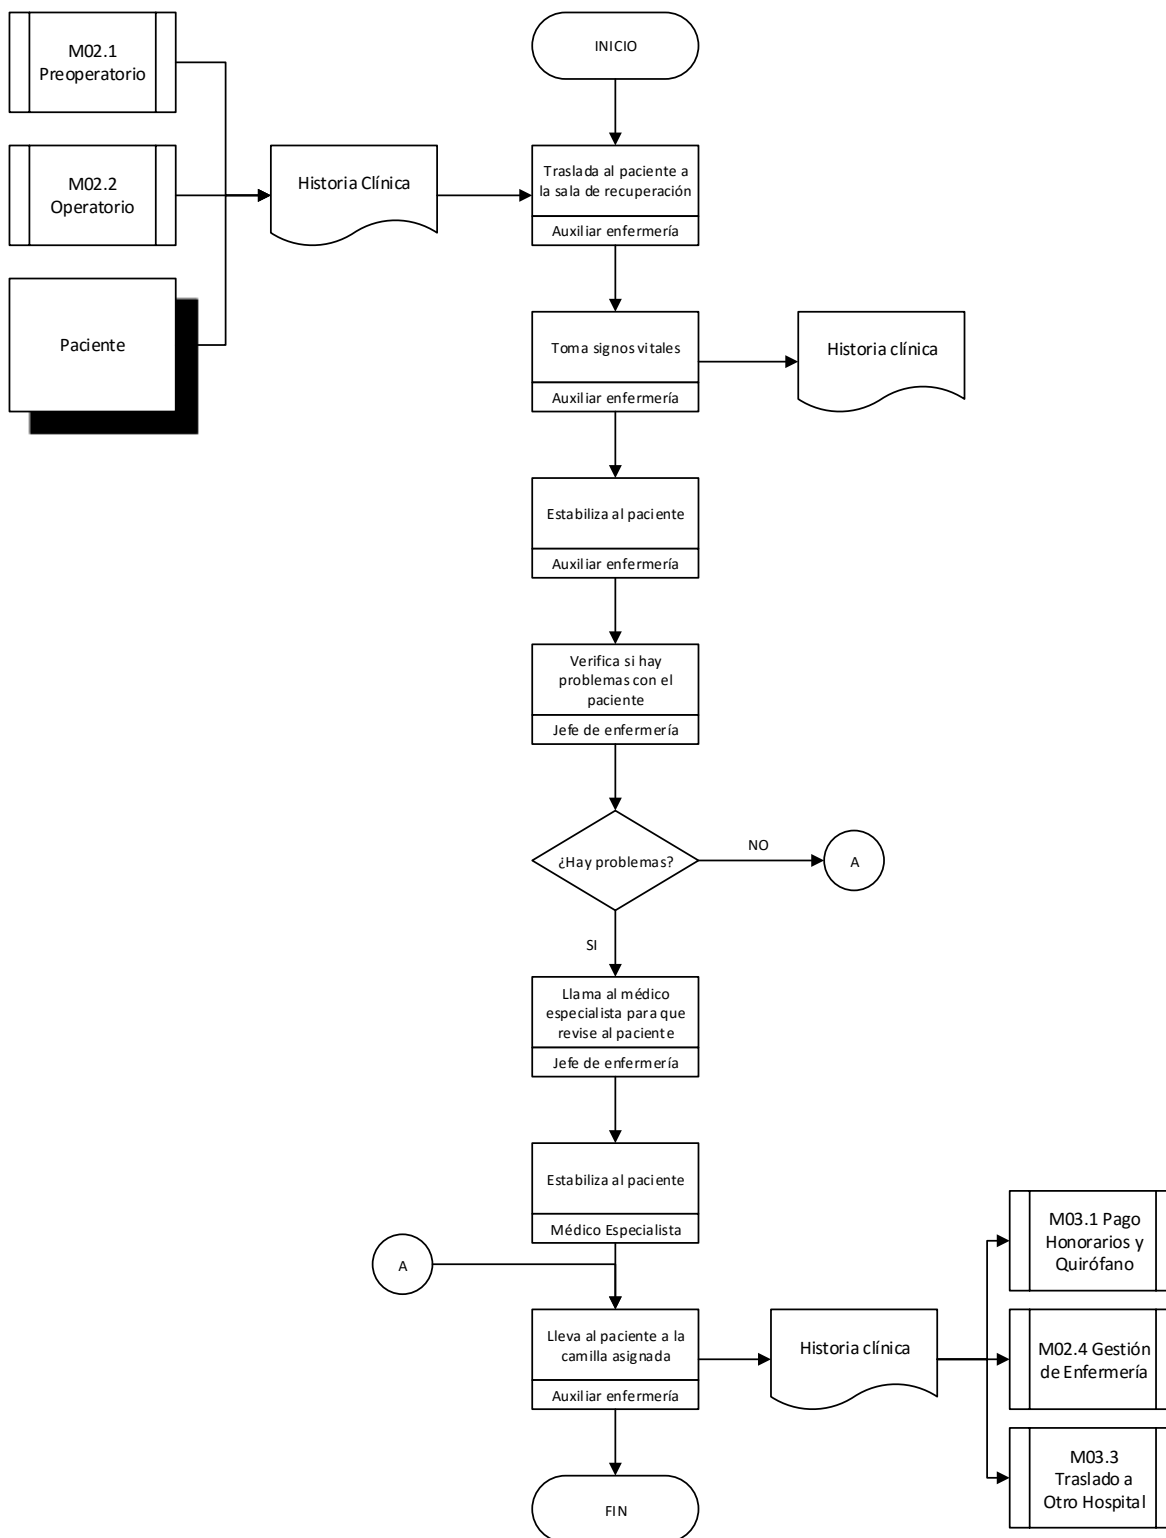 M02.1
Preoperatorio
INICIO
M02.2
Operatorio
Historia Clínica
Traslada al paciente a
la sala de recuperación
Auxiliar enfermería
Paciente
Toma signos vitales
Auxiliar enfermería
Historia clínica
Estabiliza al paciente
Auxiliar enfermería
Verifica si hay
problemas con el
paciente
Jefe de enfermería
¿Hay problemas?
NO
A
SI
Llama al médico
especialista para que
revise al paciente
Jefe de enfermería
Estabiliza al paciente
Médico Especialista
A
Lleva al paciente a la
camilla asignada
Auxiliar enfermería
Historia clínica
M03.1 Pago
Honorarios y
Quirófano
M02.4 Gestión
de Enfermería
M03.3
Traslado a
Otro Hospital
FIN